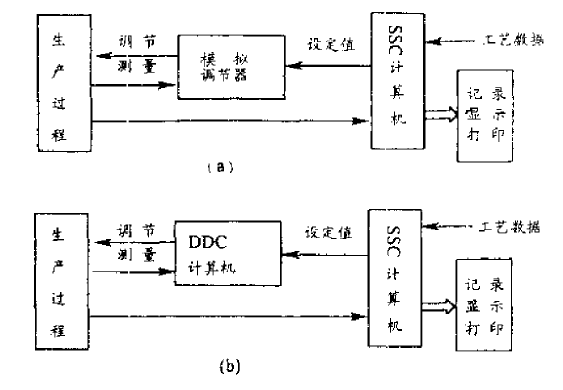 生产过程
调节
测量
模拟
调节器
设定值
SSC计算机
工艺数据
记录
显示
打印
(a)
生产过程
调节
测量
DDC
计算机
设定值
SSC计算机
工艺数据
记录
显示
打印
(b)